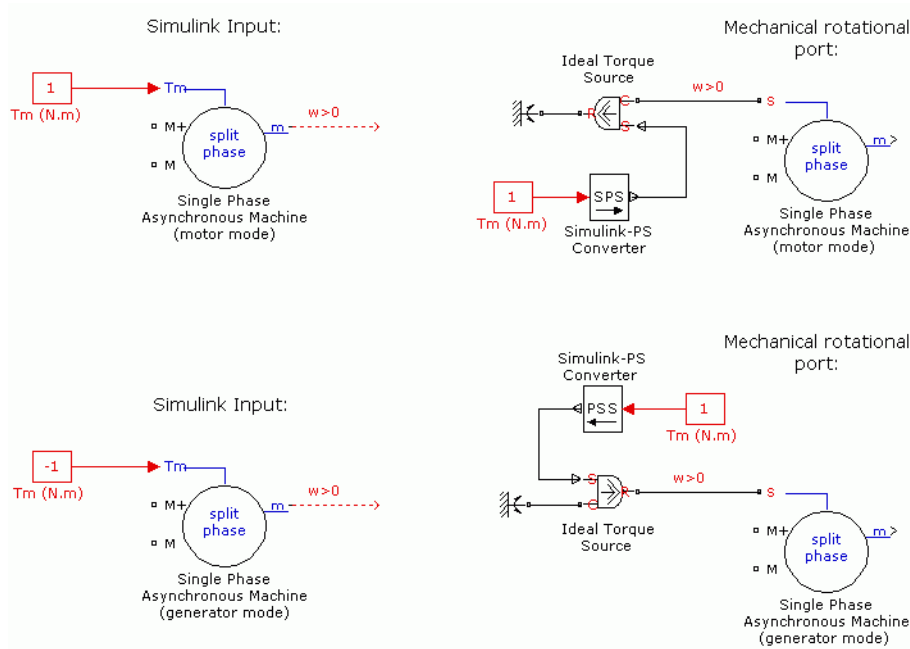 Simulink Input:
1
Tm (N.m)
Tm
w>0
M+
m
split
phase
M
Single Phase
Asynchronous Machine
(motor mode)
Mechanical rotational
port:
Ideal Torque
Source
w>0
C
S
R
S
M+
m
split
phase
M
1
Tm (N.m)
SPS
Simulink-PS
Converter
Single Phase
Asynchronous Machine
(motor mode)
Simulink Input:
-1
Tm (N.m)
Tm
w>0
M+
m
split
phase
M
Single Phase
Asynchronous Machine
(generator mode)
Mechanical rotational
port:
Simulink-PS
Converter
PSS
1
Tm (N.m)
w>0
S
R
S
C
Ideal Torque
Source
M+
m
split
phase
M
Single Phase
Asynchronous Machine
(generator mode)